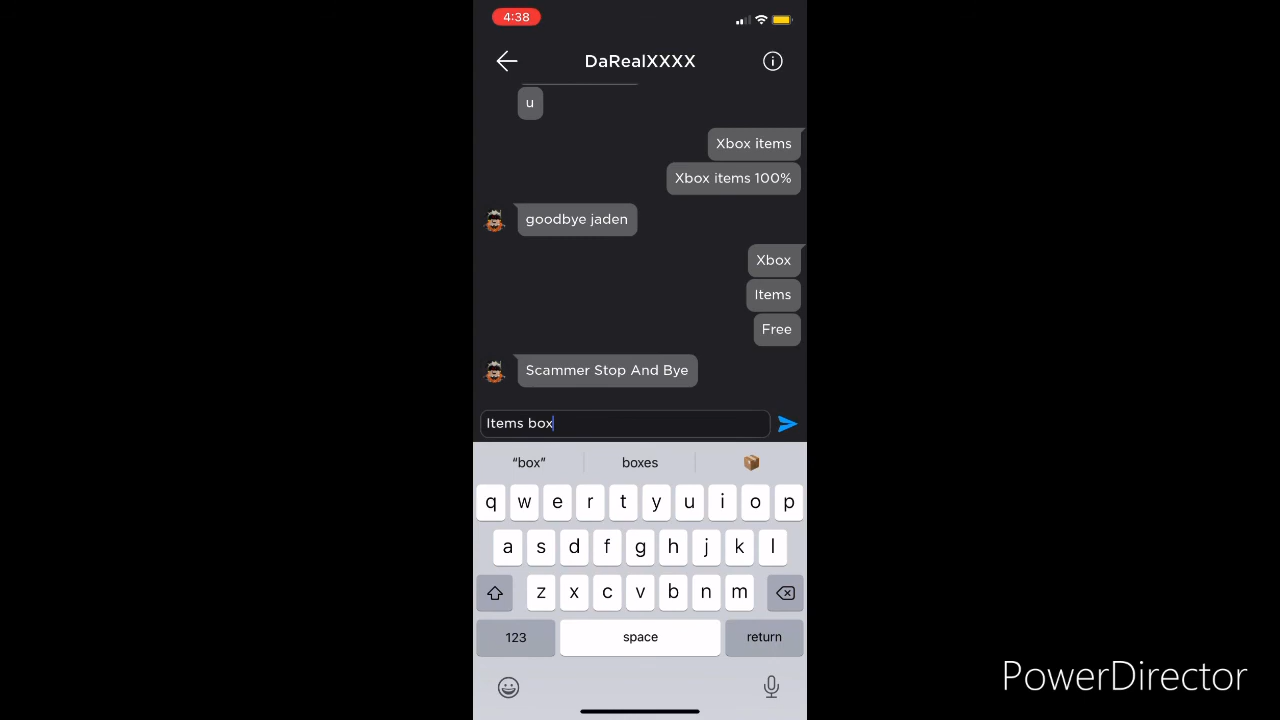 4:38
DaRealXXXX
u
Xbox items
Xbox items 100%
goodbye jaden
Xbox
Items
Free
Scammer Stop And Bye
Items box
“box” boxes
q w e r t y u i o p
a s d f g h j k l
z x c v b n m
123 space return
PowerDirector